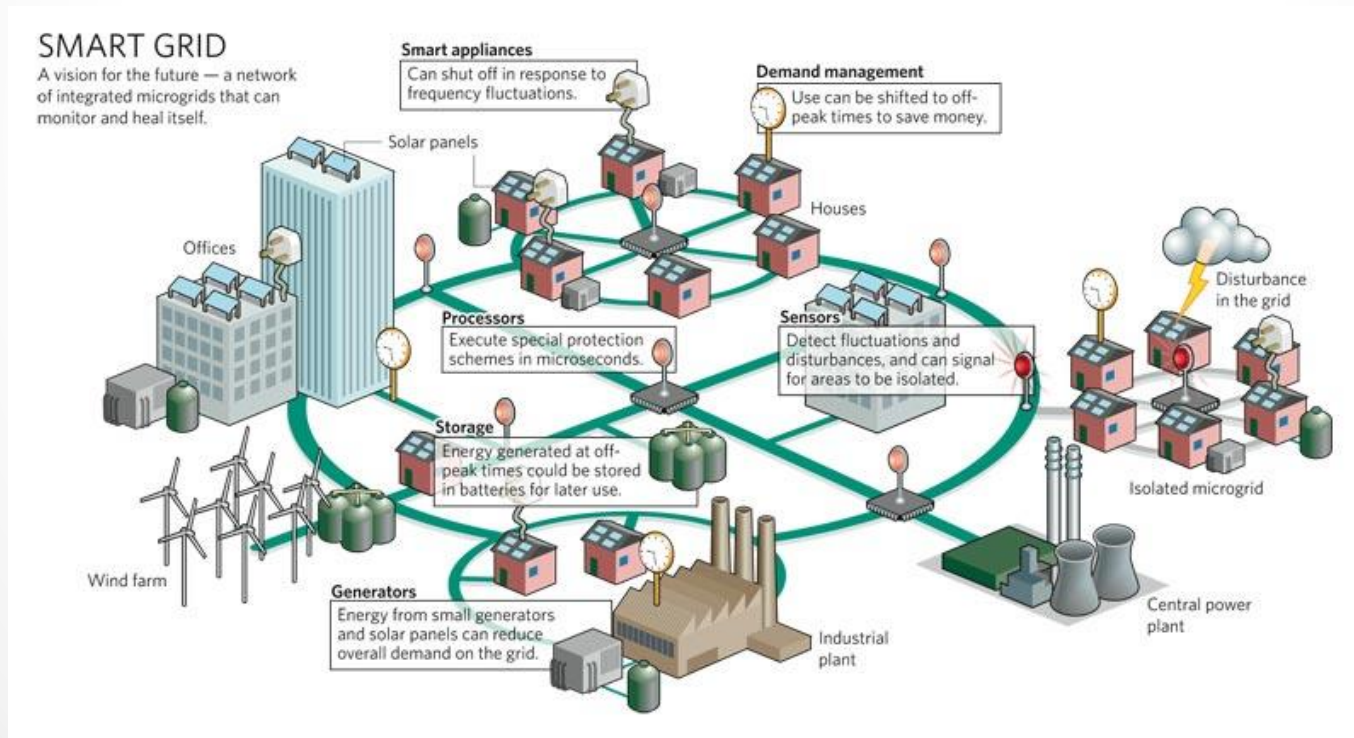 SMART GRID
A vision for the future — a network
of integrated microgrids that can
monitor and heal itself.
Smart appliances
Can shut off in response to
frequency fluctuations.
Demand management
Use can be shifted to off-
peak times to save money.
Solar panels
Houses
Offices
Disturbance
in the grid
Processors
Execute special protection
schemes in microseconds.
Sensors
Detect fluctuations and
disturbances, and can signal
for areas to be isolated.
Storage
Energy generated at off-
peak times could be stored
in batteries for later use.
Isolated microgrid
Wind farm
Generators
Energy from small generators
and solar panels can reduce
overall demand on the grid.
Industrial
plant
Central power
plant